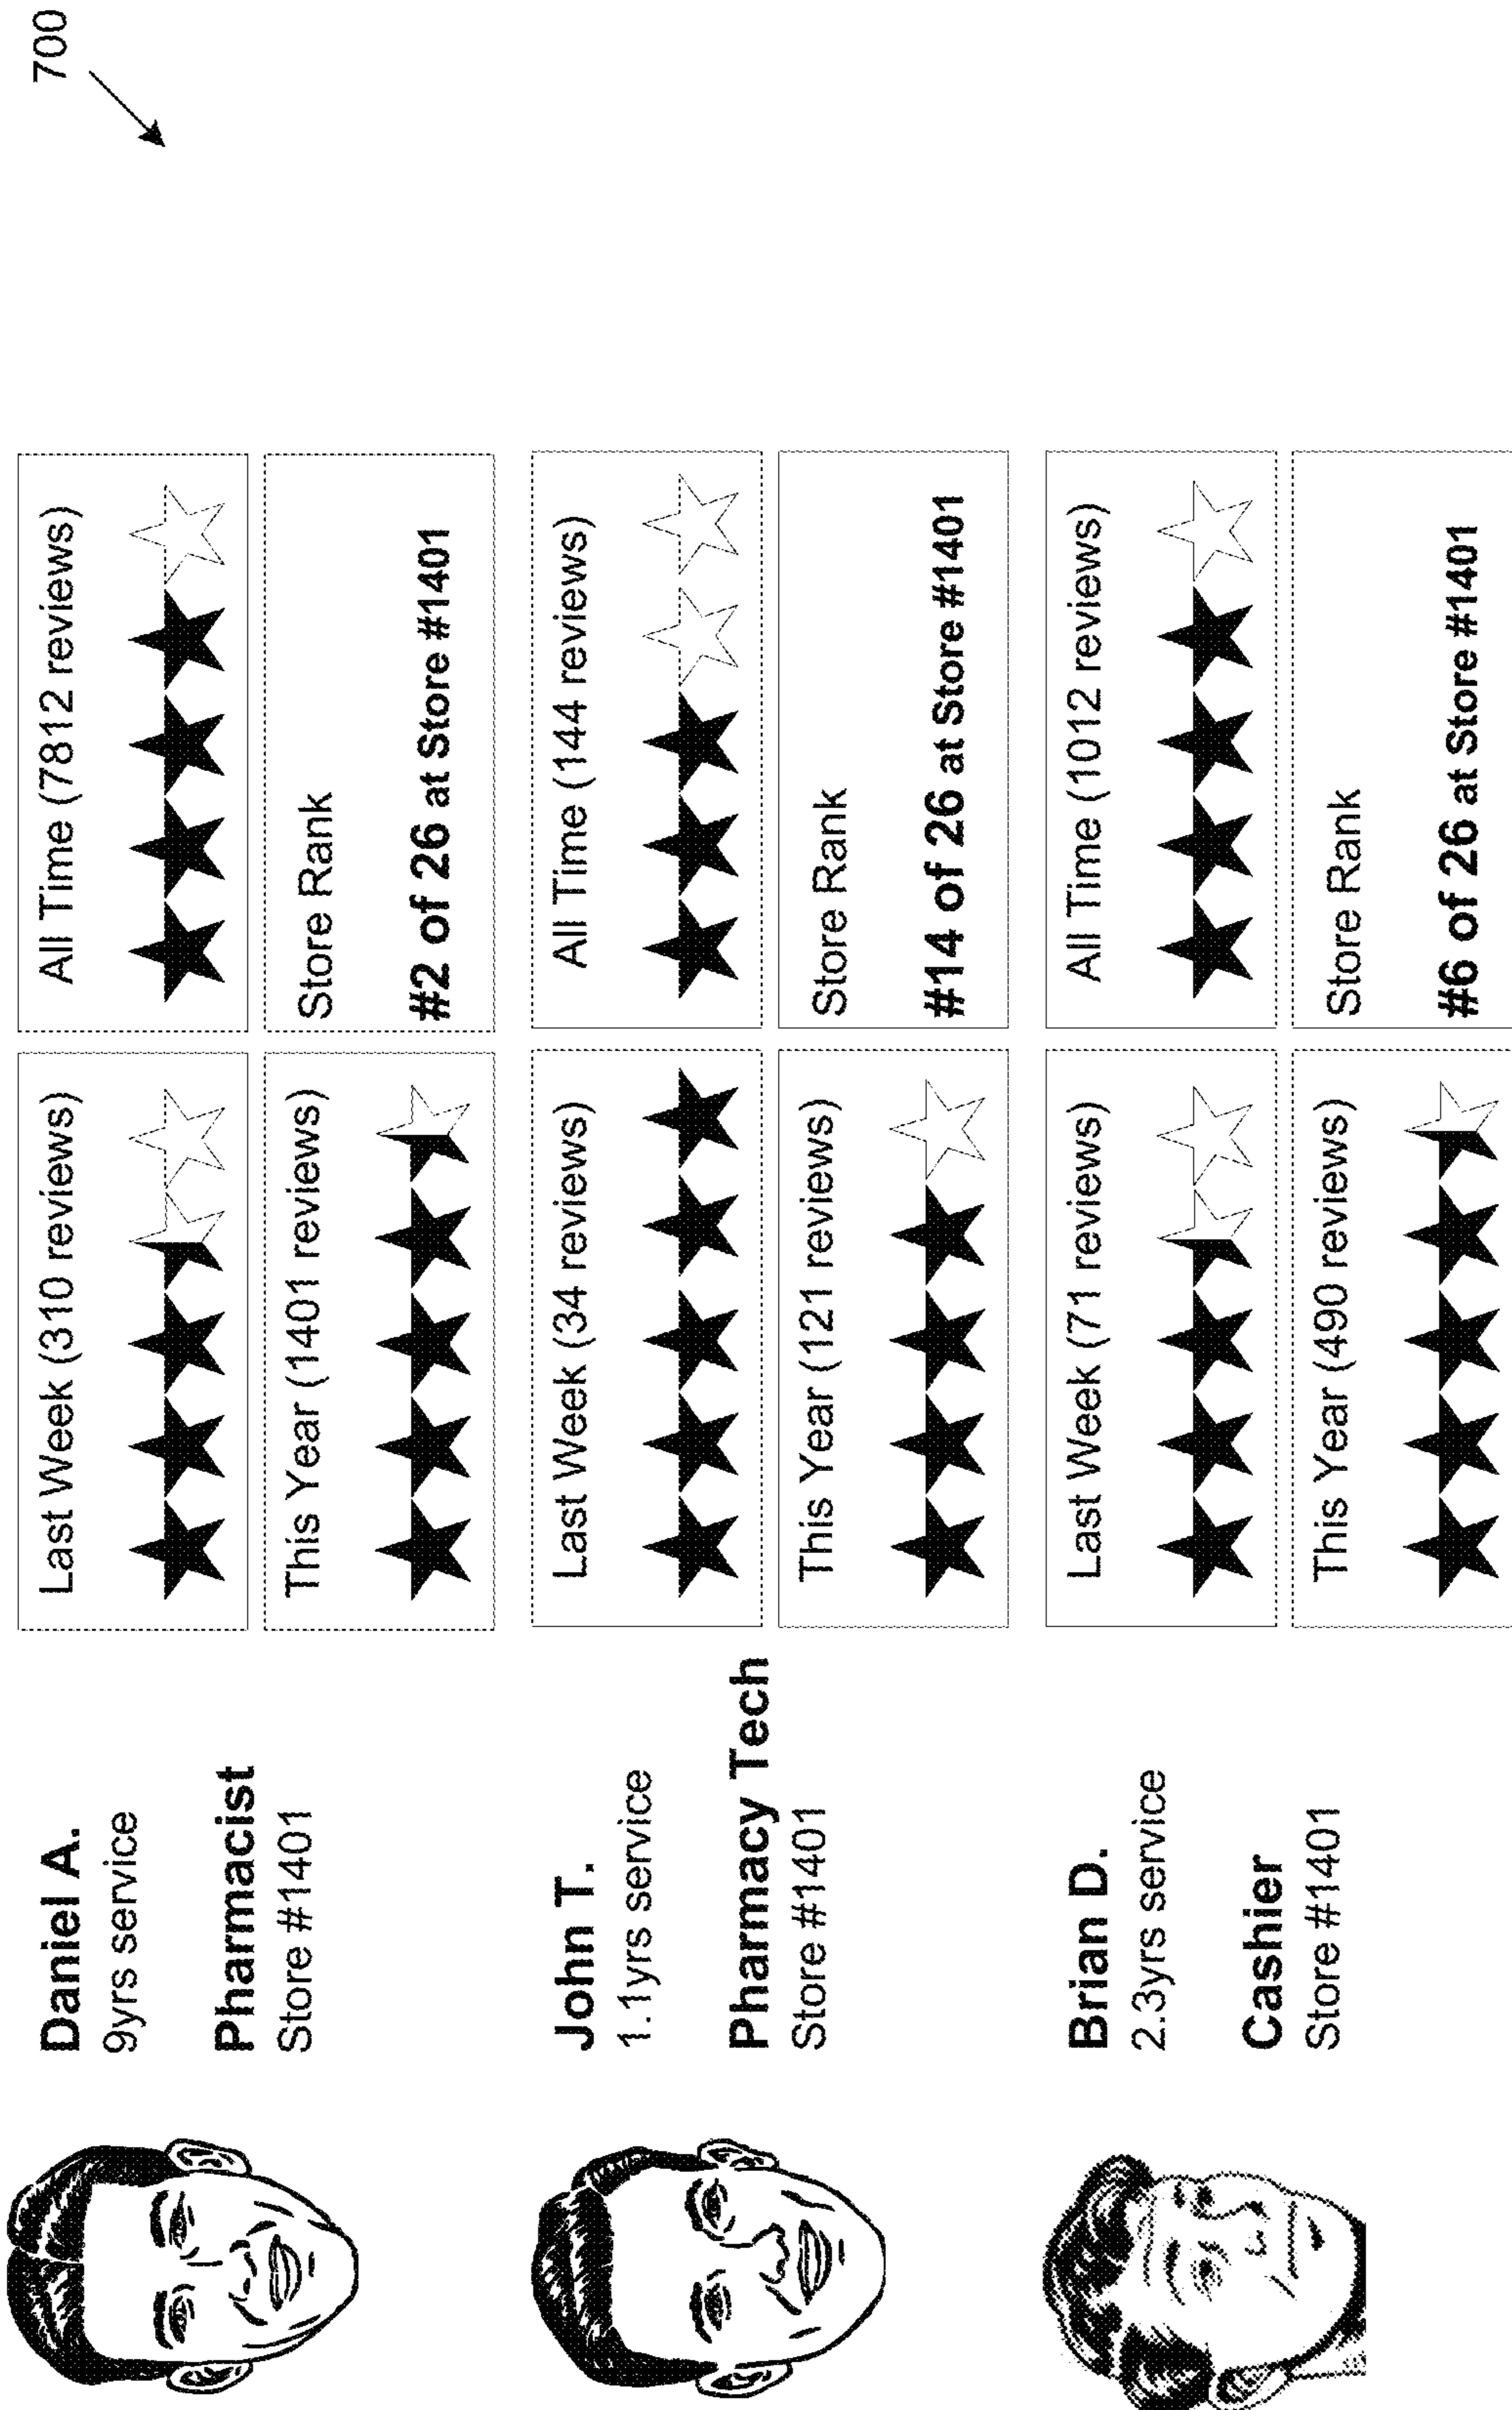 700
Daniel A.
9yrs service
Pharmacist
Store #1401
Last Week (310 reviews)
All Time (7812 reviews)
This Year (1401 reviews)
Store Rank
#2 of 26 at Store #1401
John T.
1.1yrs service
Pharmacy Tech
Store #1401
Last Week (34 reviews)
All Time (144 reviews)
This Year (121 reviews)
Store Rank
#14 of 26 at Store #1401
Brian D.
2.3yrs service
Cashier
Store #1401
Last Week (71 reviews)
All Time (1012 reviews)
This Year (490 reviews)
Store Rank
#6 of 26 at Store #1401